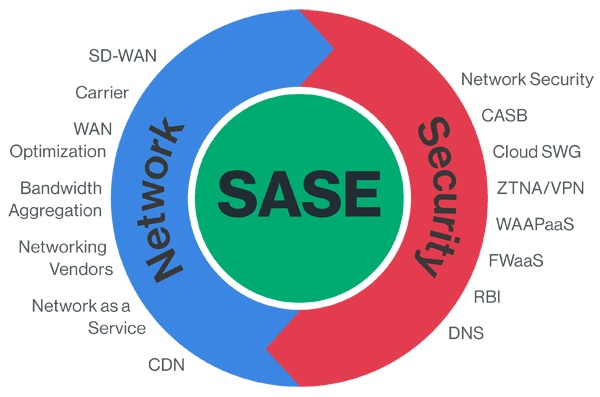 SD-WAN
Carrier
WAN
Optimization
Bandwidth
Aggregation
Networking
Vendors
Network as a
Service
CDN
Network
SASE
Security
Network Security
CASB
Cloud SWG
ZTNA/VPN
WAAPaaS
FWaaS
RBI
DNS